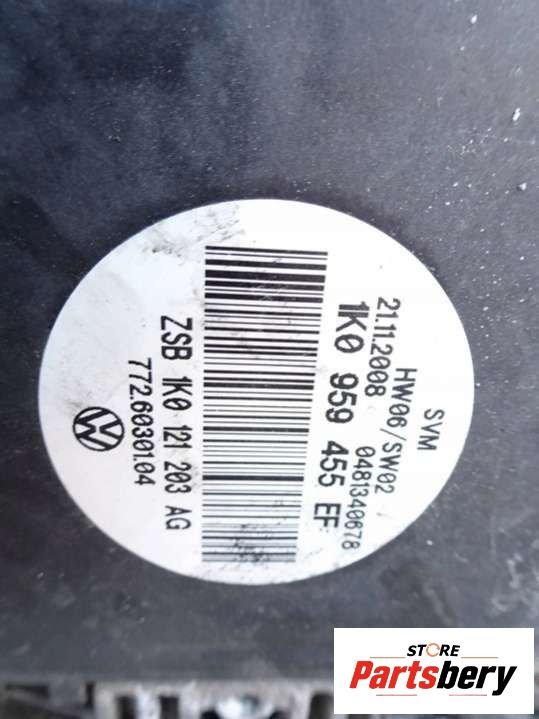 SVM
HW06/SW02
21.11.2008 0481340678
1K0 959 455 EF
ZSB 1K0 121 203 AG
772.60301.04
STORE
Partsbery